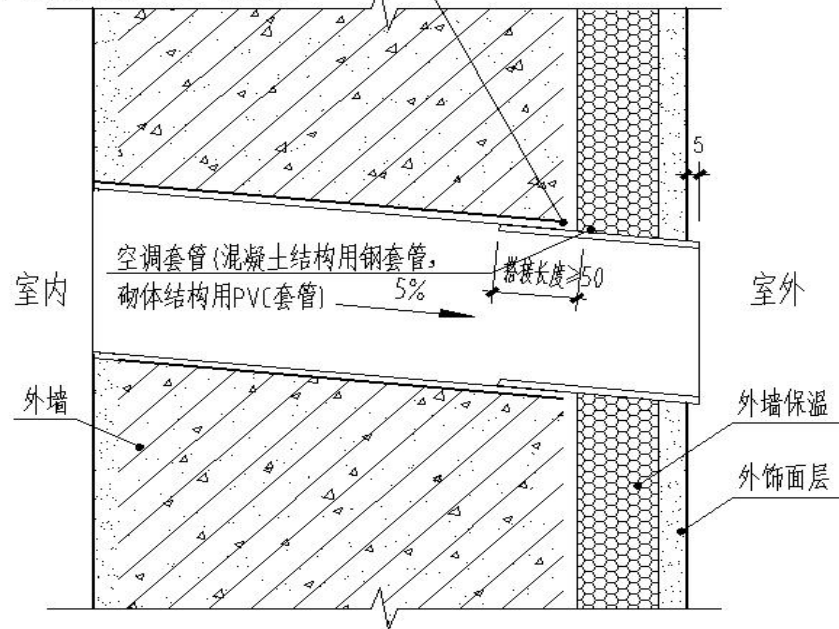 5
空调套管(混凝土结构用钢套管,
砌体结构用PVC套管)
5%
搭接长度≥50
室内
室外
外墙
外墙保温
外饰面层